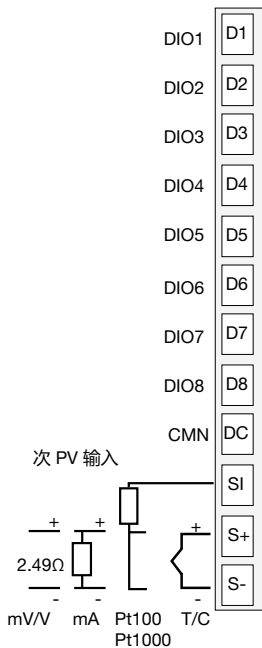 DIO1 D1
DIO2 D2
DIO3 D3
DIO4 D4
DIO5 D5
DIO6 D6
DIO7 D7
DIO8 D8
CMN DC
次 PV 输入
SI
+ + + S+
2.49Ω
- - - S-
mV/V mA Pt100 T/C
Pt1000